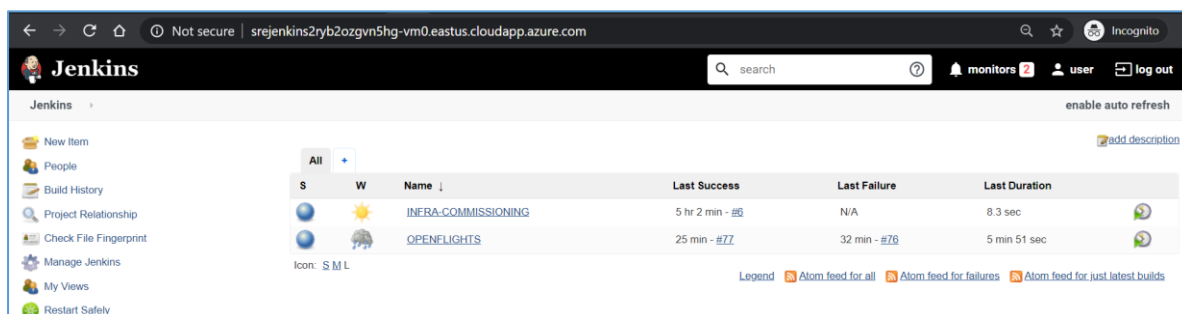 Not secure | srejenkins2ryb2ozgvn5hg-vm0.eastus.cloudapp.azure.com Incognito
Jenkins search monitors 2 user log out
Jenkins enable auto refresh
New Item
People
Build History
Project Relationship
Check File Fingerprint
Manage Jenkins
My Views
Restart Safely
add description
All +
S W Name ↓ Last Success Last Failure Last Duration
INFRA-COMMISSIONING 5 hr 2 min - #6 N/A 8.3 sec
OPENFLIGHTS 25 min - #77 32 min - #76 5 min 51 sec
Icon: S M L
Legend Atom feed for all Atom feed for failures Atom feed for just latest builds